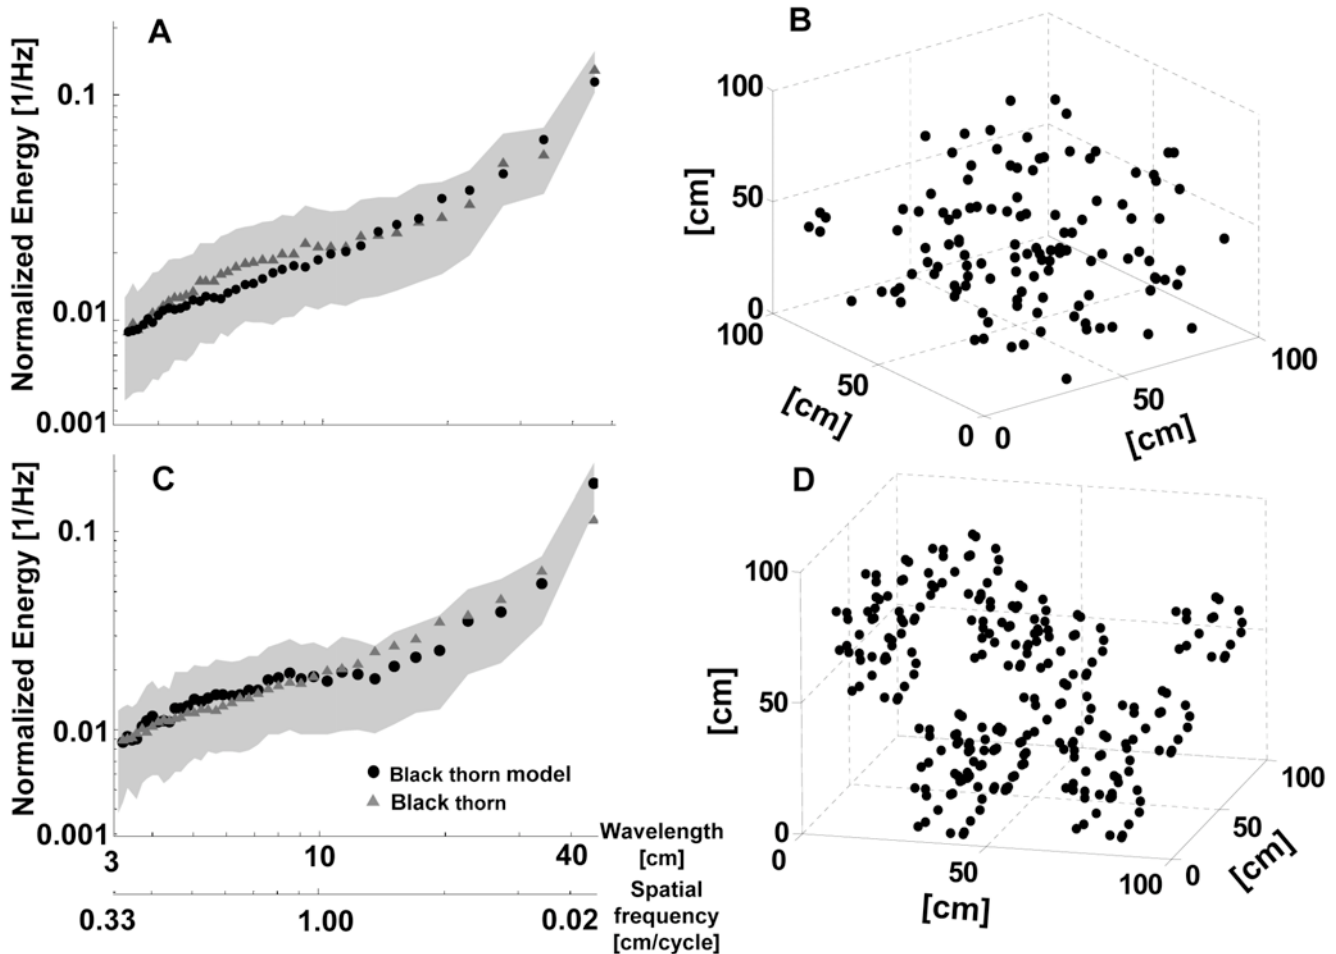 A
Normalized Energy [1/Hz]
0.1
0.01
0.001
B
[cm]
100
50
0
100
50
0
[cm]
0
50
100
[cm]
C
Normalized Energy [1/Hz]
0.1
0.01
0.001
Black thorn model
Black thorn
3
10
40
Wavelength
[cm]
0.33
1.00
0.02
Spatial
frequency
[cm/cycle]
D
[cm]
100
50
0
0
50
100
[cm]
0
50
100
[cm]